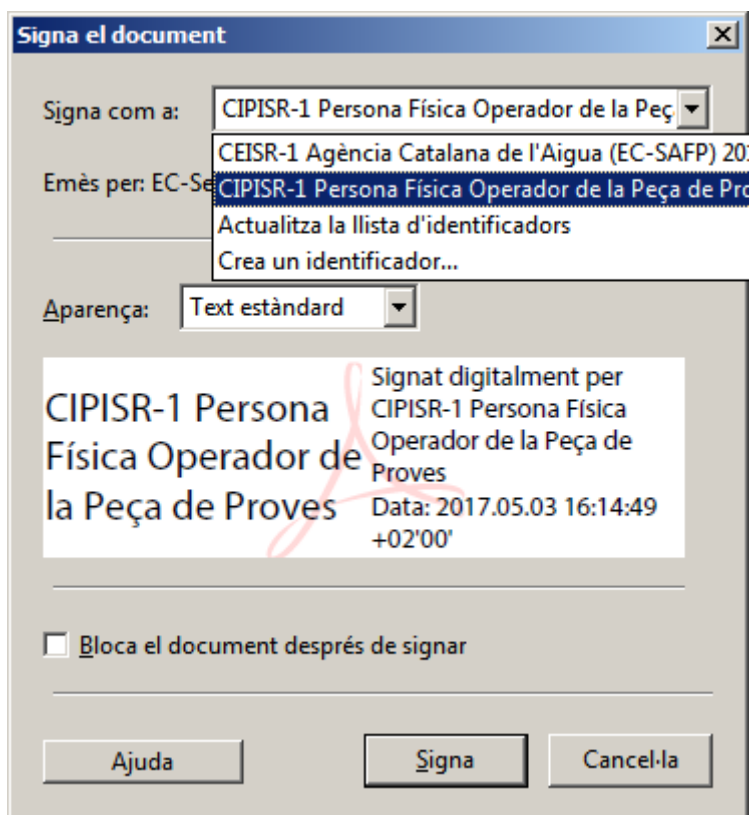 Signa el document
Signa com a: CIPISR-1 Persona Física Operador de la Peç
CEISR-1 Agència Catalana de l'Aigua (EC-SAFP)
Emès per: CIPISR-1 Persona Física Operador de la Peça de
Actualitza la llista d'identificadors
Crea un identificador...
Aparença: Text estàndard
CIPISR-1 Persona
Física Operador de
la Peça de Proves
Signat digitalment per
CIPISR-1 Persona Física
Operador de la Peça de
Proves
Data: 2017.05.03 16:14:49
+02'00'
Bloca el document després de signar
Ajuda Signa Cancel·la